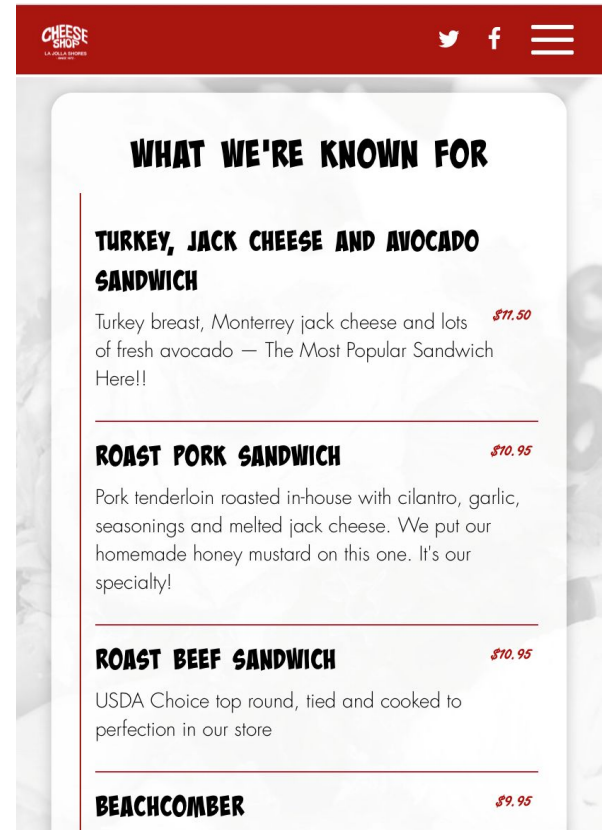 CHEESE
SHOP
LA JOLLA SHORES
WHAT WE'RE KNOWN FOR
TURKEY, JACK CHEESE AND AVOCADO
SANDWICH
$11.50
Turkey breast, Monterrey jack cheese and lots
of fresh avocado — The Most Popular Sandwich
Here!!
ROAST PORK SANDWICH
$10.95
Pork tenderloin roasted in-house with cilantro, garlic,
seasonings and melted jack cheese. We put our
homemade honey mustard on this one. It's our
specialty!
ROAST BEEF SANDWICH
$10.95
USDA Choice top round, tied and cooked to
perfection in our store
BEACHCOMBER
$9.95